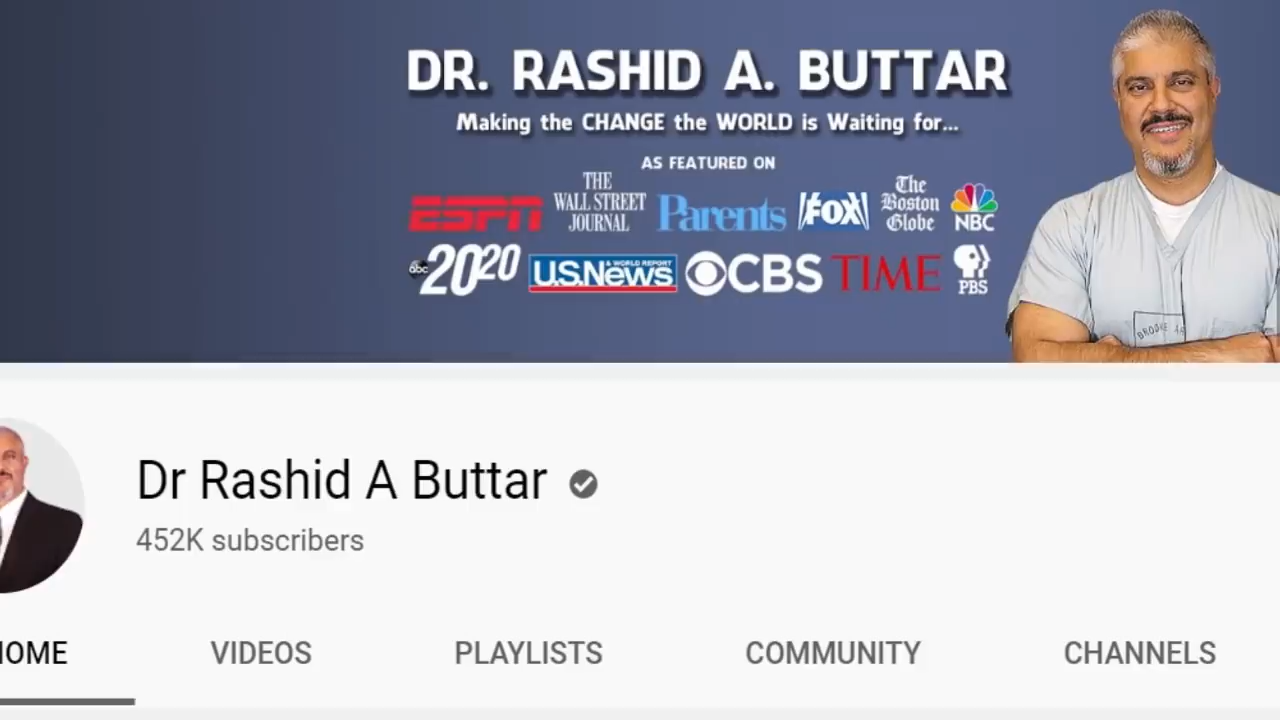 DR. RASHID A. BUTTAR
Making the CHANGE the WORLD is Waiting for...
AS FEATURED ON
ESPN
THE
WALL STREET
JOURNAL
Parents
FOX
The
Boston
Globe
NBC
abc 2020
U.S.News
& WORLD REPORT
CBS
TIME
PBS
Dr Rashid A Buttar
452K subscribers
HOME VIDEOS PLAYLISTS COMMUNITY CHANNELS